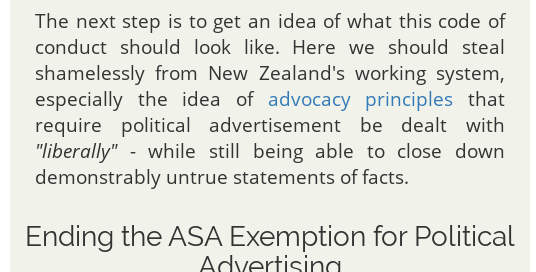 The next step is to get an idea of what this code of
conduct should look like. Here we should steal
shamelessly from New Zealand's working system,
especially the idea of advocacy principles that
require political advertisement be dealt with
"liberally" - while still being able to close down
demonstrably untrue statements of facts.
Ending the ASA Exemption for Political
Advertising